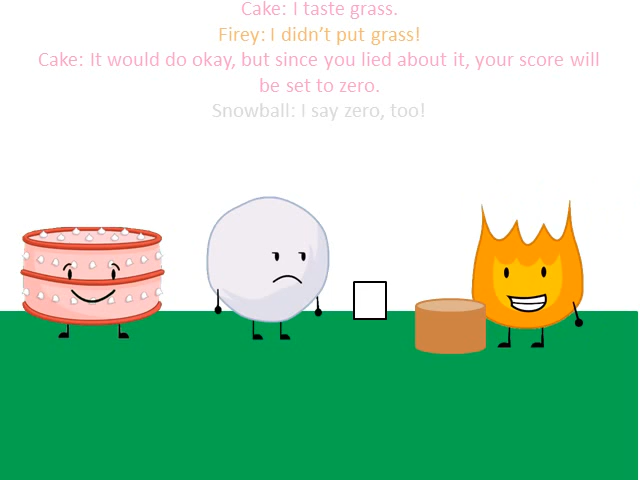 Cake: I taste grass.
Firey: I didn't put grass!
Cake: It would do okay, but since you lied about it, your score will
be set to zero.
Snowball: I say zero, too!